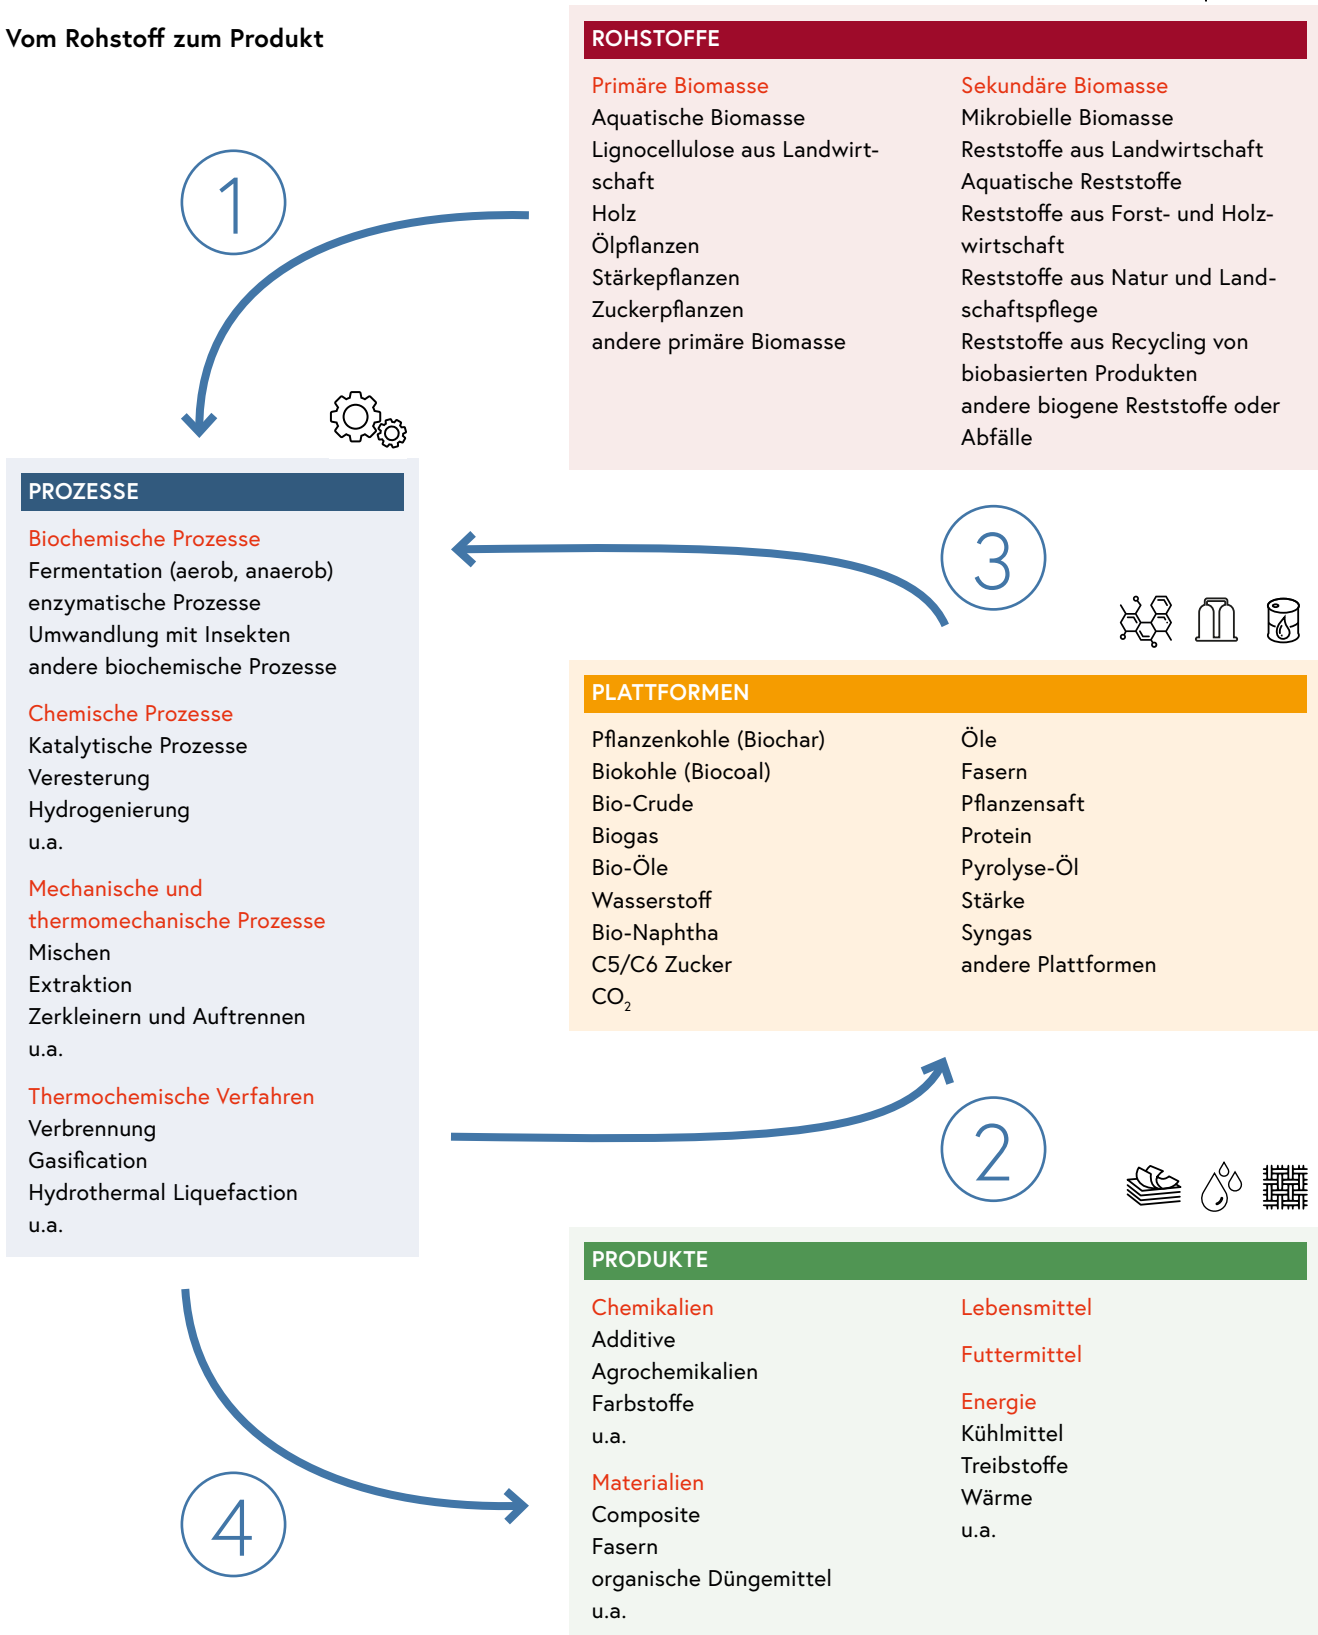 Vom Rohstoff zum Produkt
1
ROHSTOFFE
Primäre Biomasse
Aquatische Biomasse
Lignocellulose aus Landwirt-
schaft
Holz
Ölpflanzen
Stärkepflanzen
Zuckerpflanzen
andere primäre Biomasse
Sekundäre Biomasse
Mikrobielle Biomasse
Reststoffe aus Landwirtschaft
Aquatische Reststoffe
Reststoffe aus Forst- und Holz-
wirtschaft
Reststoffe aus Natur und Land-
schaftspflege
Reststoffe aus Recycling von
biobasierten Produkten
andere biogene Reststoffe oder
Abfälle
PROZESSE
Biochemische Prozesse
Fermentation (aerob, anaerob)
enzymatische Prozesse
Umwandlung mit Insekten
andere biochemische Prozesse
Chemische Prozesse
Katalytische Prozesse
Veresterung
Hydrogenierung
u.a.
Mechanische und
thermomechanische Prozesse
Mischen
Extraktion
Zerkleinern und Auftrennen
u.a.
Thermochemische Verfahren
Verbrennung
Gasification
Hydrothermal Liquefaction
u.a.
3
PLATTFORMEN
Pflanzenkohle (Biochar)
Biokohle (Biocoal)
Bio-Crude
Biogas
Bio-Öle
Wasserstoff
Bio-Naphtha
C5/C6 Zucker
CO₂
Öle
Fasern
Pflanzensaft
Protein
Pyrolyse-Öl
Stärke
Syngas
andere Plattformen
2
PRODUKTE
Chemikalien
Additive
Agrochemikalien
Farbstoffe
u.a.
Materialien
Composite
Fasern
organische Düngemittel
u.a.
Lebensmittel
Futtermittel
Energie
Kühlmittel
Treibstoffe
Wärme
u.a.
4